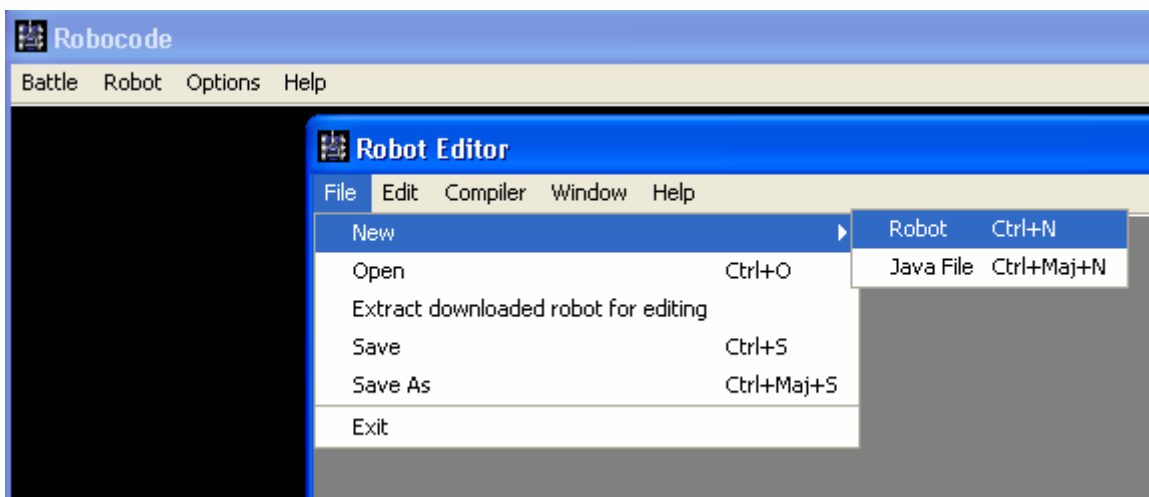 Robocode
Battle Robot Options Help
Robot Editor
File Edit Compiler Window Help
New
Robot Ctrl+N
Open Ctrl+O
Java File Ctrl+Maj+N
Extract downloaded robot for editing
Save Ctrl+S
Save As Ctrl+Maj+S
Exit